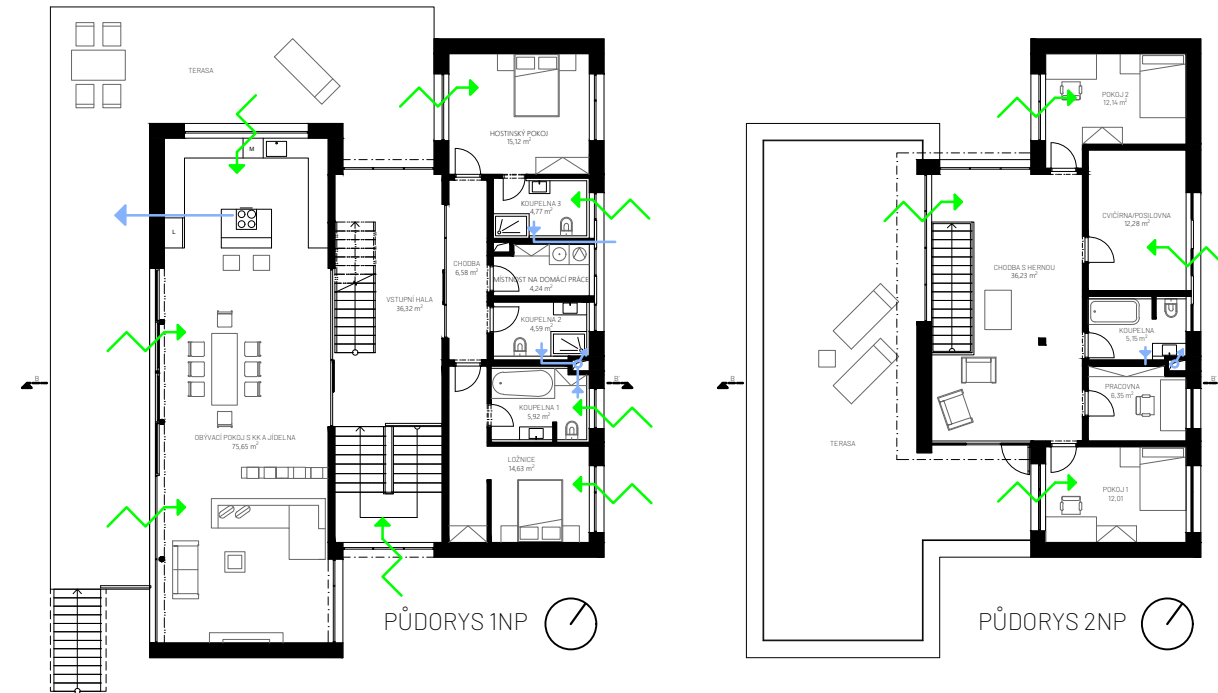 TERASA
HOSTINSKÝ POKOJ
15,12 m²
M
L
KOUPELNA 3
4,77 m²
CHODBA
6,58 m²
MÍSTNOST NA DOMÁCÍ PRÁCE
4,24 m²
VSTUPNÍ HALA
36,32 m²
KOUPELNA 2
4,59 m²
B
B'
KOUPELNA 1
5,92 m²
OBÝVACÍ POKOJ S KK A JÍDELNA
75,65 m²
LOŽNICE
14,63 m²
PŮDORYS 1NP
POKOJ 2
12,14 m²
CVIČÍRNA/POSILOVNA
12,28 m²
CHODBA S HERNOU
36,23 m²
KOUPELNA
5,15 m²
B
B'
PRACOVNA
6,35 m²
TERASA
POKOJ 1
12,01
PŮDORYS 2NP